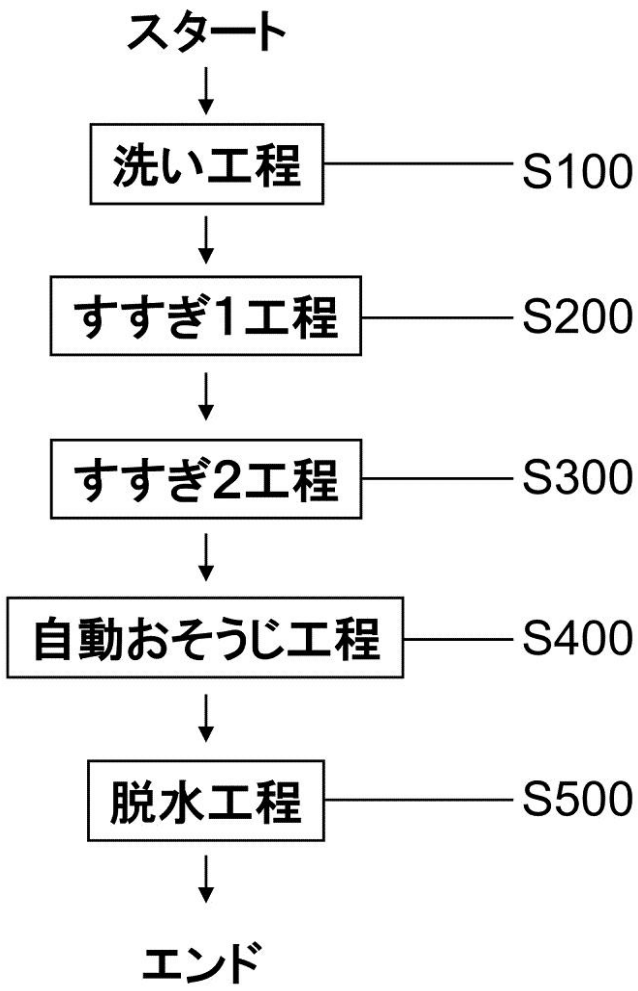 スタート
洗い工程 S100
すすぎ1工程 S200
すすぎ2工程 S300
自動おそうじ工程 S400
脱水工程 S500
エンド